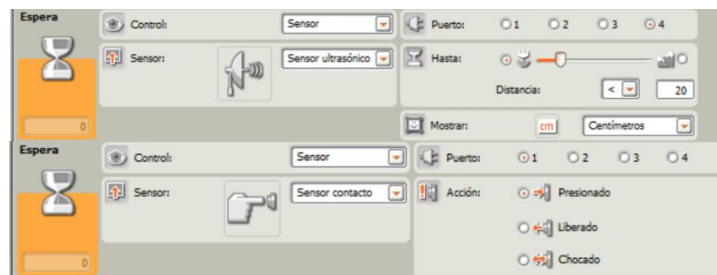 Espera
Control: Sensor
Puerto: 1 2 3 4
Sensor: Sensor ultrasónico
Hasta:
Distancia: < 20
0
Mostrar: cm Centímetros
Espera
Control: Sensor
Puerto: 1 2 3 4
Sensor: Sensor contacto
Acción: Presionado
Liberado
Chocado
0